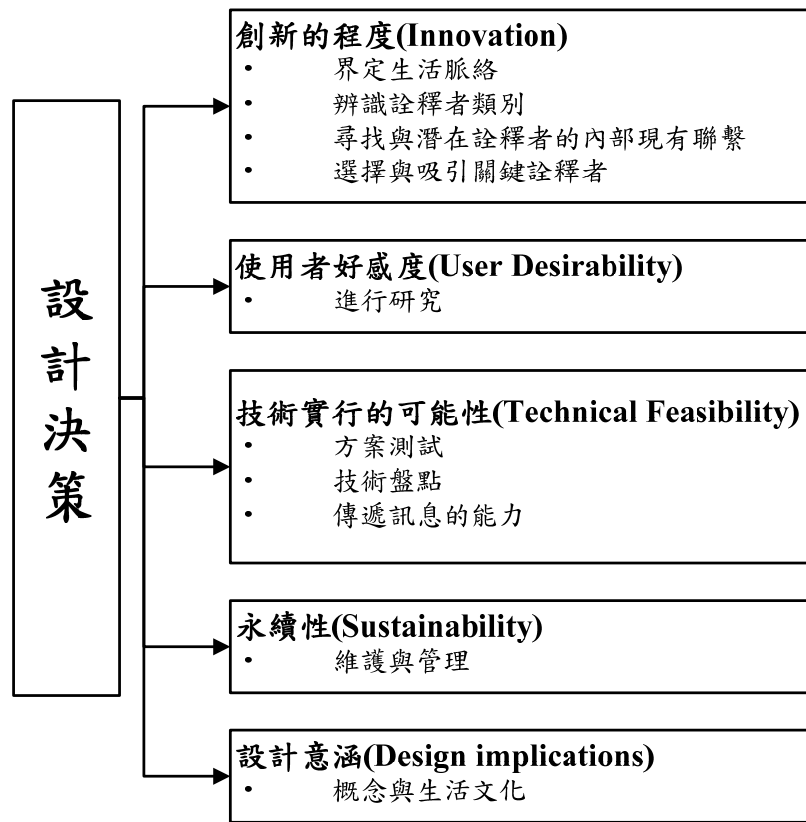 設計決策
創新的程度(Innovation)
• 界定生活脈絡
• 辨識詮釋者類別
• 尋找與潛在詮釋者的內部現有聯繫
• 選擇與吸引關鍵詮釋者
使用者好感度(User Desirability)
• 進行研究
技術實行的可能性(Technical Feasibility)
• 方案測試
• 技術盤點
• 傳遞訊息的能力
永續性(Sustainability)
• 維護與管理
設計意涵(Design implications)
• 概念與生活文化